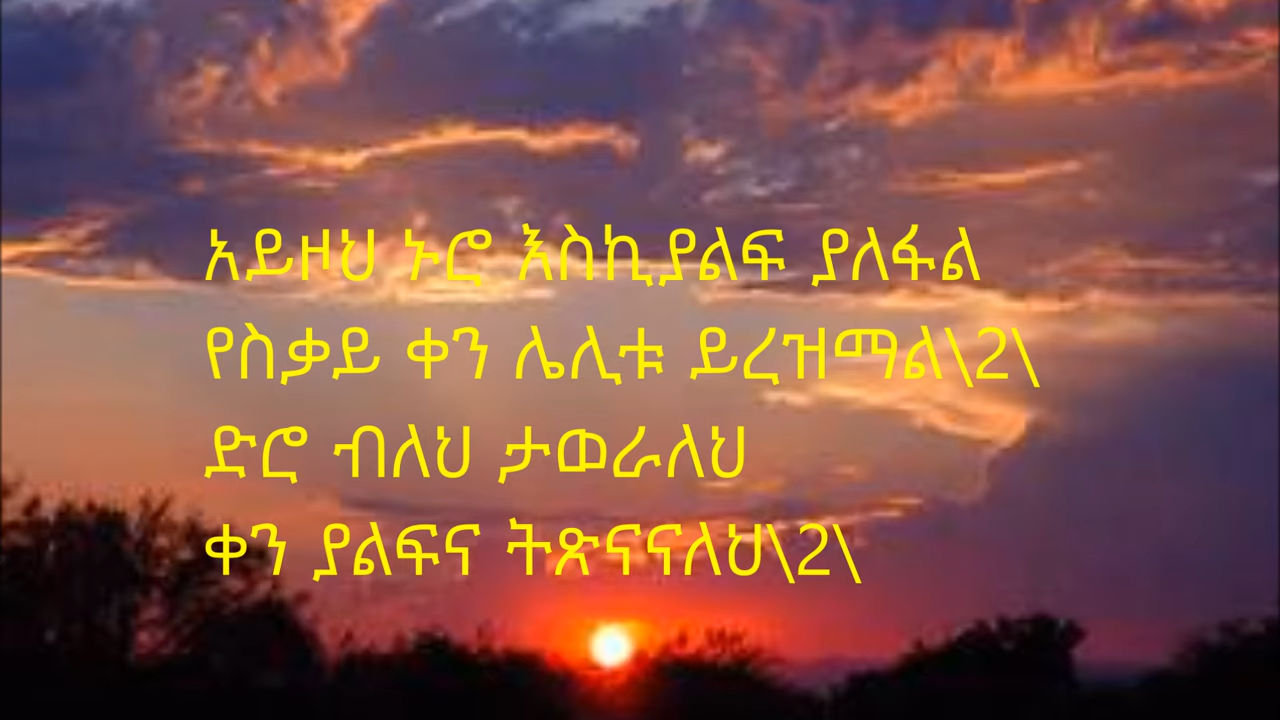 አይዞህ ኑሮ እስኪያልፍ ያለፋል
የስቃይ ቀን ሌሊቱ ይረዝማል\2\
ድሮ ብለህ ታወራለህ
ቀን ያልፍና ትጽናናለህ\2\